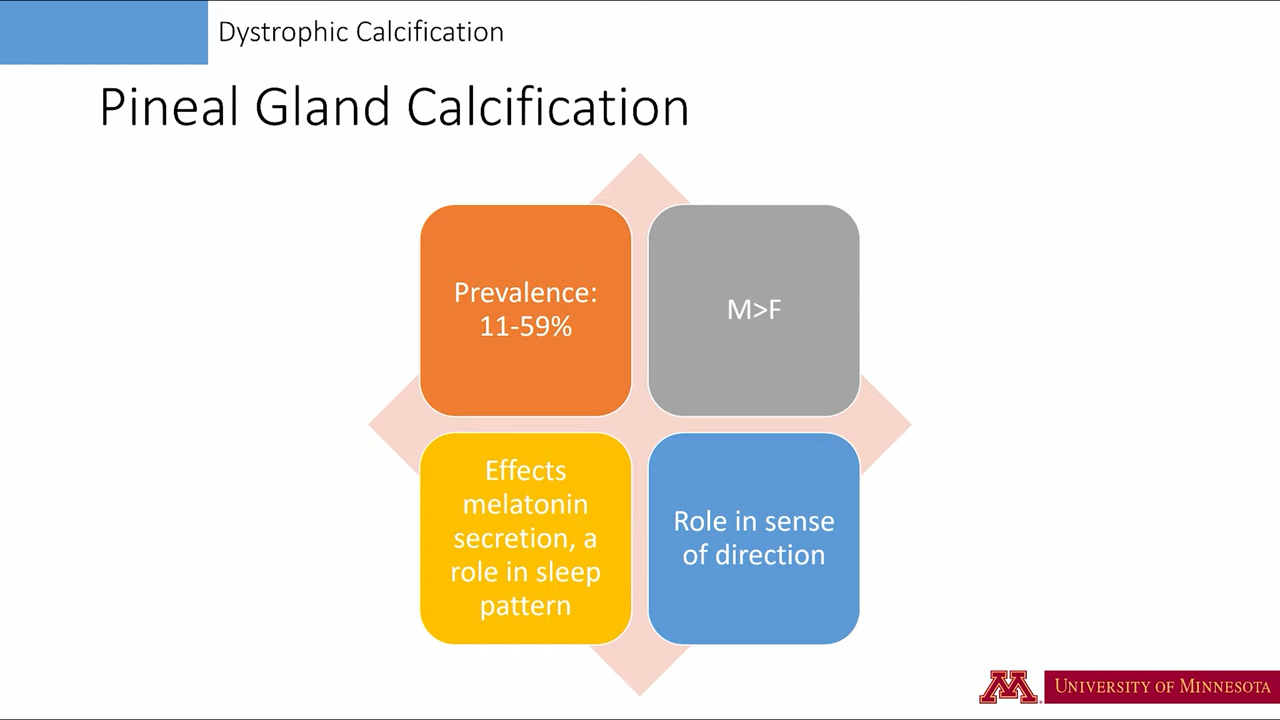 Dystrophic Calcification
Pineal Gland Calcification
Prevalence:
11-59%
M>F
Effects
melatonin
secretion, a
role in sleep
pattern
Role in sense
of direction
M
UNIVERSITY OF MINNESOTA